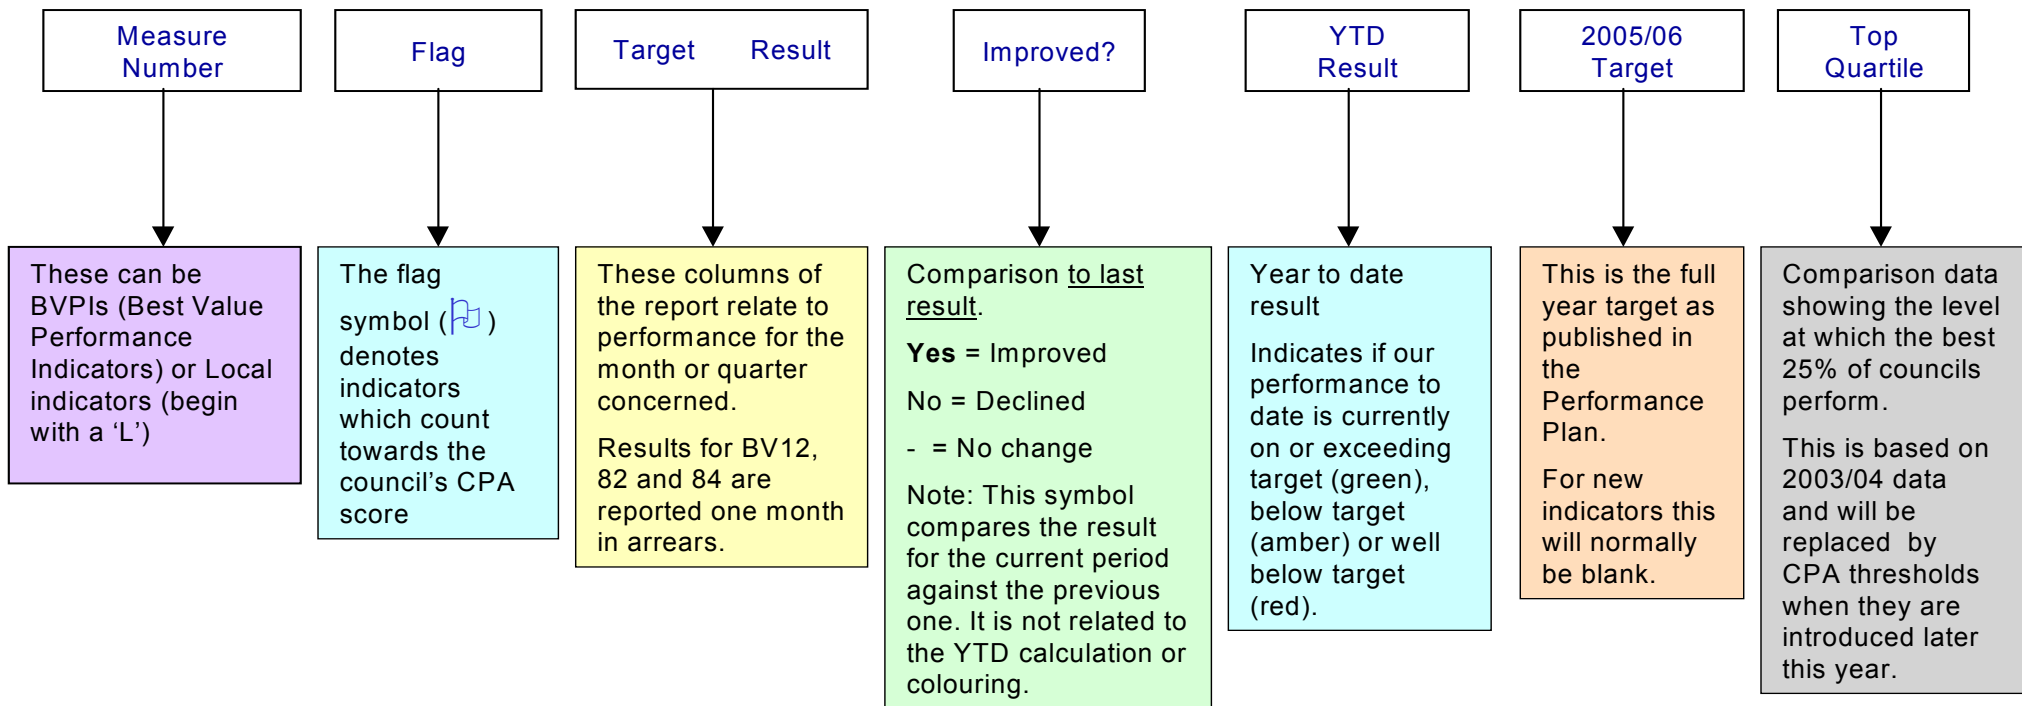 Measure
Number
Flag
Target Result
Improved?
YTD
Result
2005/06
Target
Top
Quartile
These can be
BVPIs (Best Value
Performance
Indicators) or Local
indicators (begin
with a ‘L’)
The flag
symbol ( )
denotes
indicators
which count
towards the
council’s CPA
score
These columns of
the report relate to
performance for the
month or quarter
concerned.
Results for BV12,
82 and 84 are
reported one month
in arrears.
Comparison to last
result.
Yes = Improved
No = Declined
- = No change
Note: This symbol
compares the result
for the current period
against the previous
one. It is not related to
the YTD calculation or
colouring.
Year to date
result
Indicates if our
performance to
date is currently
on or exceeding
target (green),
below target
(amber) or well
below target
(red).
This is the full
year target as
published in
the
Performance
Plan.
For new
indicators this
will normally
be blank.
Comparison data
showing the level
at which the best
25% of councils
perform.
This is based on
2003/04 data
and will be
replaced by
CPA thresholds
when they are
introduced later
this year.